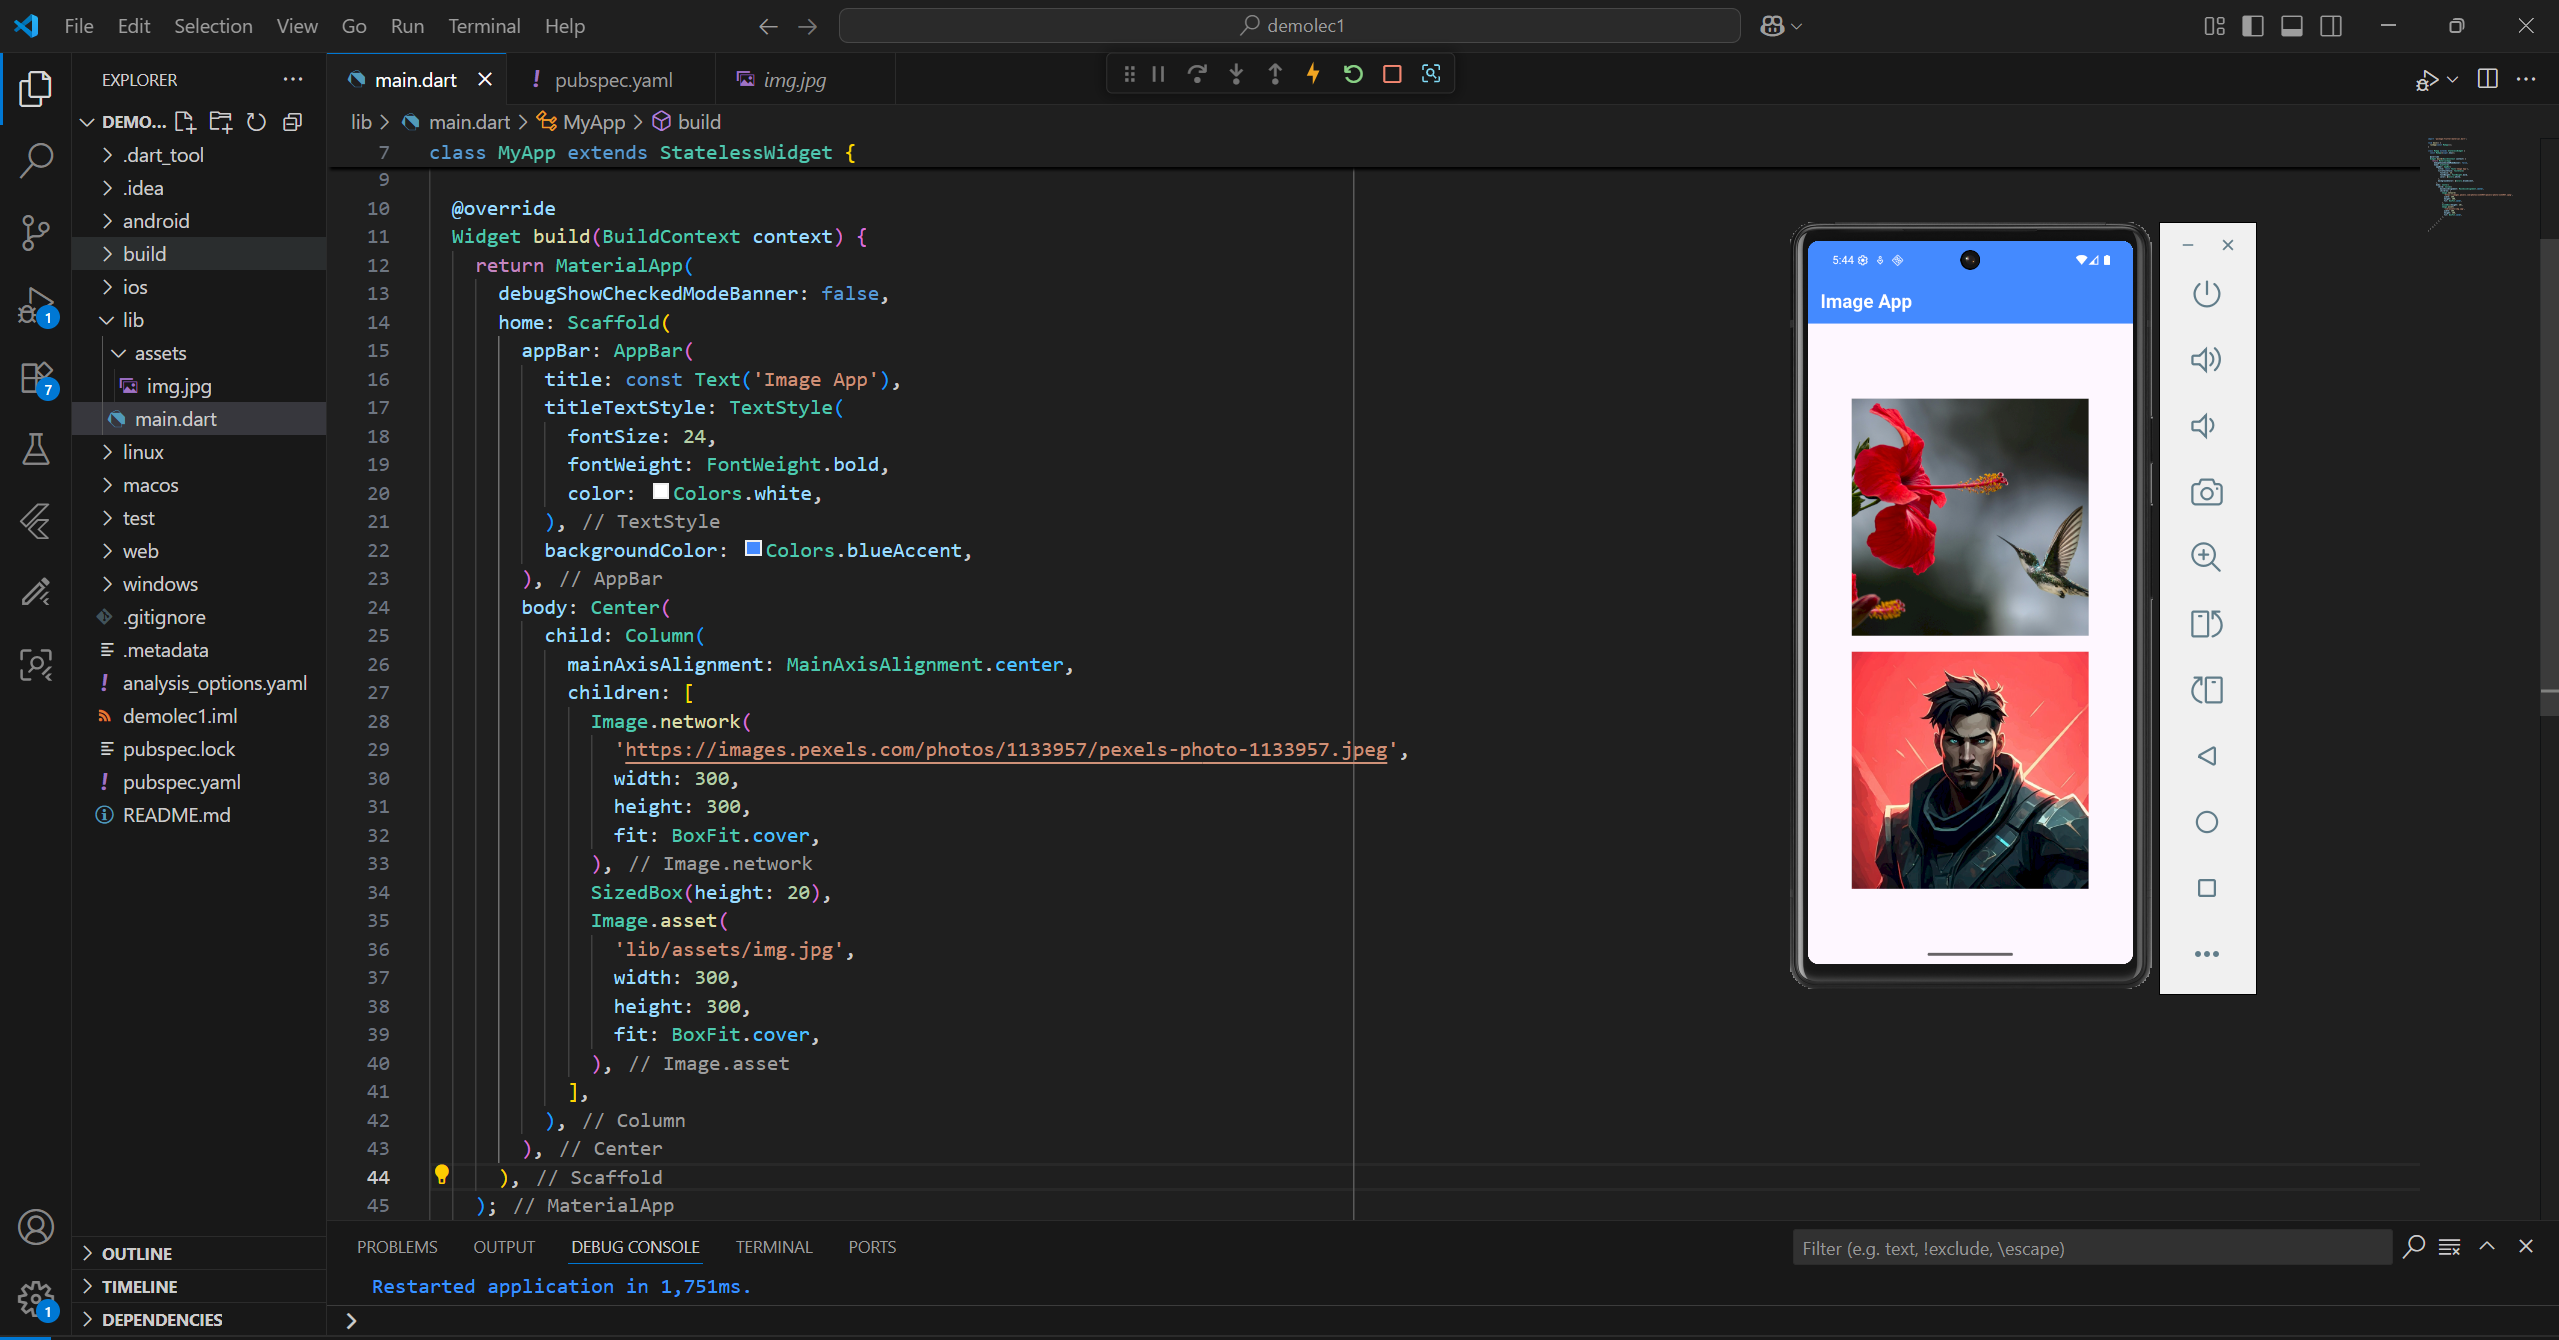 File Edit Selection View Go Run Terminal Help
demolec1
EXPLORER
main.dart
pubspec.yaml
img.jpg
DEMO...
.dart_tool
.idea
android
build
ios
lib
assets
img.jpg
main.dart
linux
macos
test
web
windows
.gitignore
.metadata
analysis_options.yaml
demolec1.iml
pubspec.lock
pubspec.yaml
README.md
OUTLINE
TIMELINE
DEPENDENCIES
1
7
1
lib > main.dart > MyApp > build
7 class MyApp extends StatelessWidget {
9
10 @override
11 Widget build(BuildContext context) {
12 return MaterialApp(
13 debugShowCheckedModeBanner: false,
14 home: Scaffold(
15 appBar: AppBar(
16 title: const Text('Image App'),
17 titleTextStyle: TextStyle(
18 fontSize: 24,
19 fontWeight: FontWeight.bold,
20 color: Colors.white,
21 ), // TextStyle
22 backgroundColor: Colors.blueAccent,
23 ), // AppBar
24 body: Center(
25 child: Column(
26 mainAxisAlignment: MainAxisAlignment.center,
27 children: [
28 Image.network(
29 'https://images.pexels.com/photos/1133957/pexels-photo-1133957.jpeg',
30 width: 300,
31 height: 300,
32 fit: BoxFit.cover,
33 ), // Image.network
34 SizedBox(height: 20),
35 Image.asset(
36 'lib/assets/img.jpg',
37 width: 300,
38 height: 300,
39 fit: BoxFit.cover,
40 ), // Image.asset
41 ],
42 ), // Column
43 ), // Center
44 ), // Scaffold
45 ); // MaterialApp
5:44
Image App
PROBLEMS OUTPUT DEBUG CONSOLE TERMINAL PORTS
Filter (e.g. text, !exclude, \escape)
Restarted application in 1,751ms.